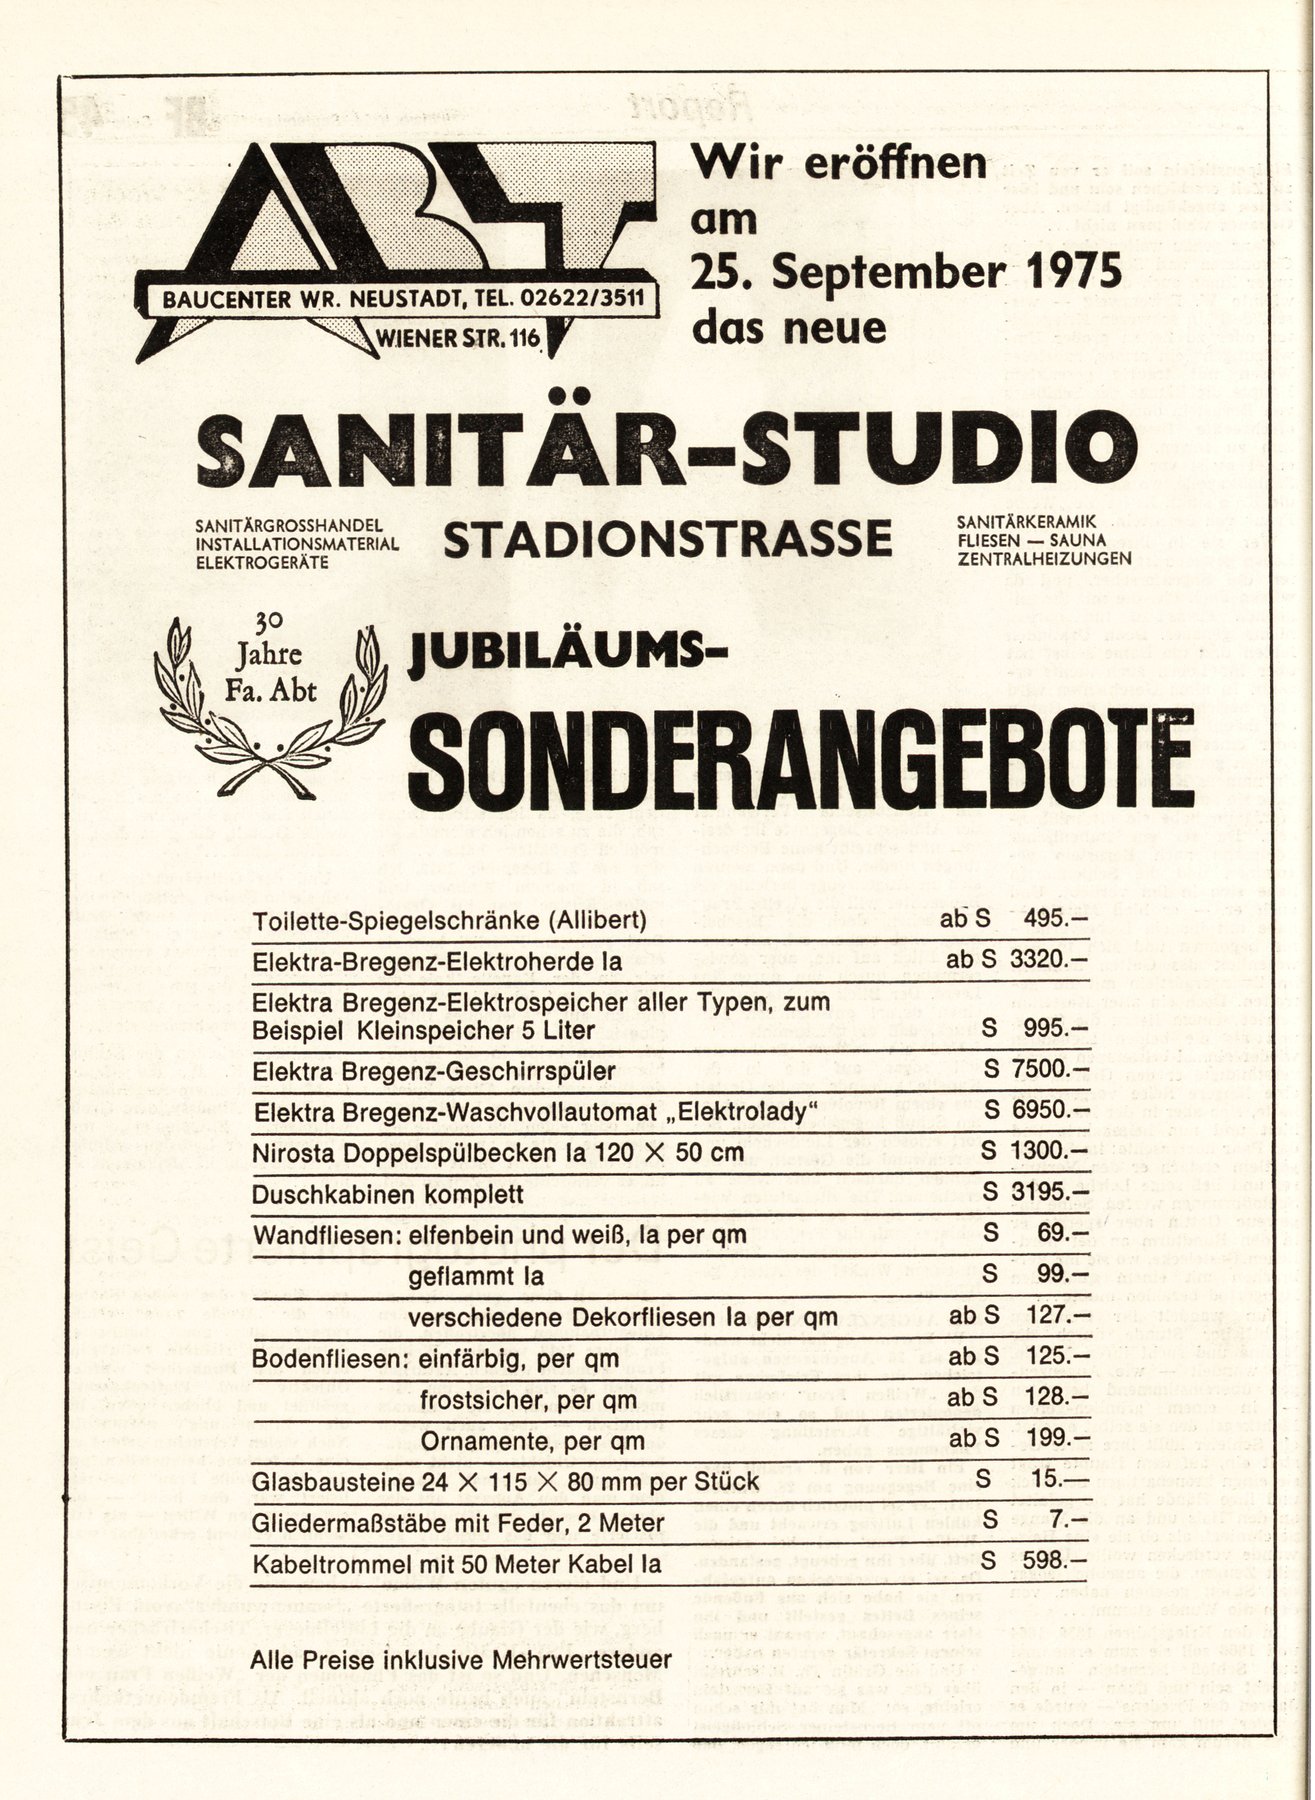 ABT
BAUCENTER WR. NEUSTADT, TEL. 02622/3511
WIENER STR. 116
Wir eröffnen
am
25. September 1975
das neue
SANITÄR-STUDIO
SANITÄRGROSSHANDEL
INSTALLATIONSMATERIAL
ELEKTROGERÄTE
STADIONSTRASSE
SANITÄRKERAMIK
FLIESEN — SAUNA
ZENTRALHEIZUNGEN
30
Jahre
Fa. Abt
JUBILÄUMS-
SONDERANGEBOTE
Toilette-Spiegelschränke (Allibert) ab S 495.—
Elektra-Bregenz-Elektroherde Ia ab S 3320.—
Elektra Bregenz-Elektrospeicher aller Typen, zum
Beispiel Kleinspeicher 5 Liter S 995.—
Elektra Bregenz-Geschirrspüler S 7500.—
Elektra Bregenz-Waschvollautomat „Elektrolady“ S 6950.—
Nirosta Doppelspülbecken Ia 120 × 50 cm S 1300.—
Duschkabinen komplett S 3195.—
Wandfliesen: elfenbein und weiß, Ia per qm S 69.—
geflammt Ia S 99.—
verschiedene Dekorfliesen Ia per qm ab S 127.—
Bodenfliesen: einfärbig, per qm ab S 125.—
frostsicher, per qm ab S 128.—
Ornamente, per qm ab S 199.—
Glasbausteine 24 × 115 × 80 mm per Stück S 15.—
Gliedermaßstäbe mit Feder, 2 Meter S 7.—
Kabeltrommel mit 50 Meter Kabel Ia S 598.—
Alle Preise inklusive Mehrwertsteuer